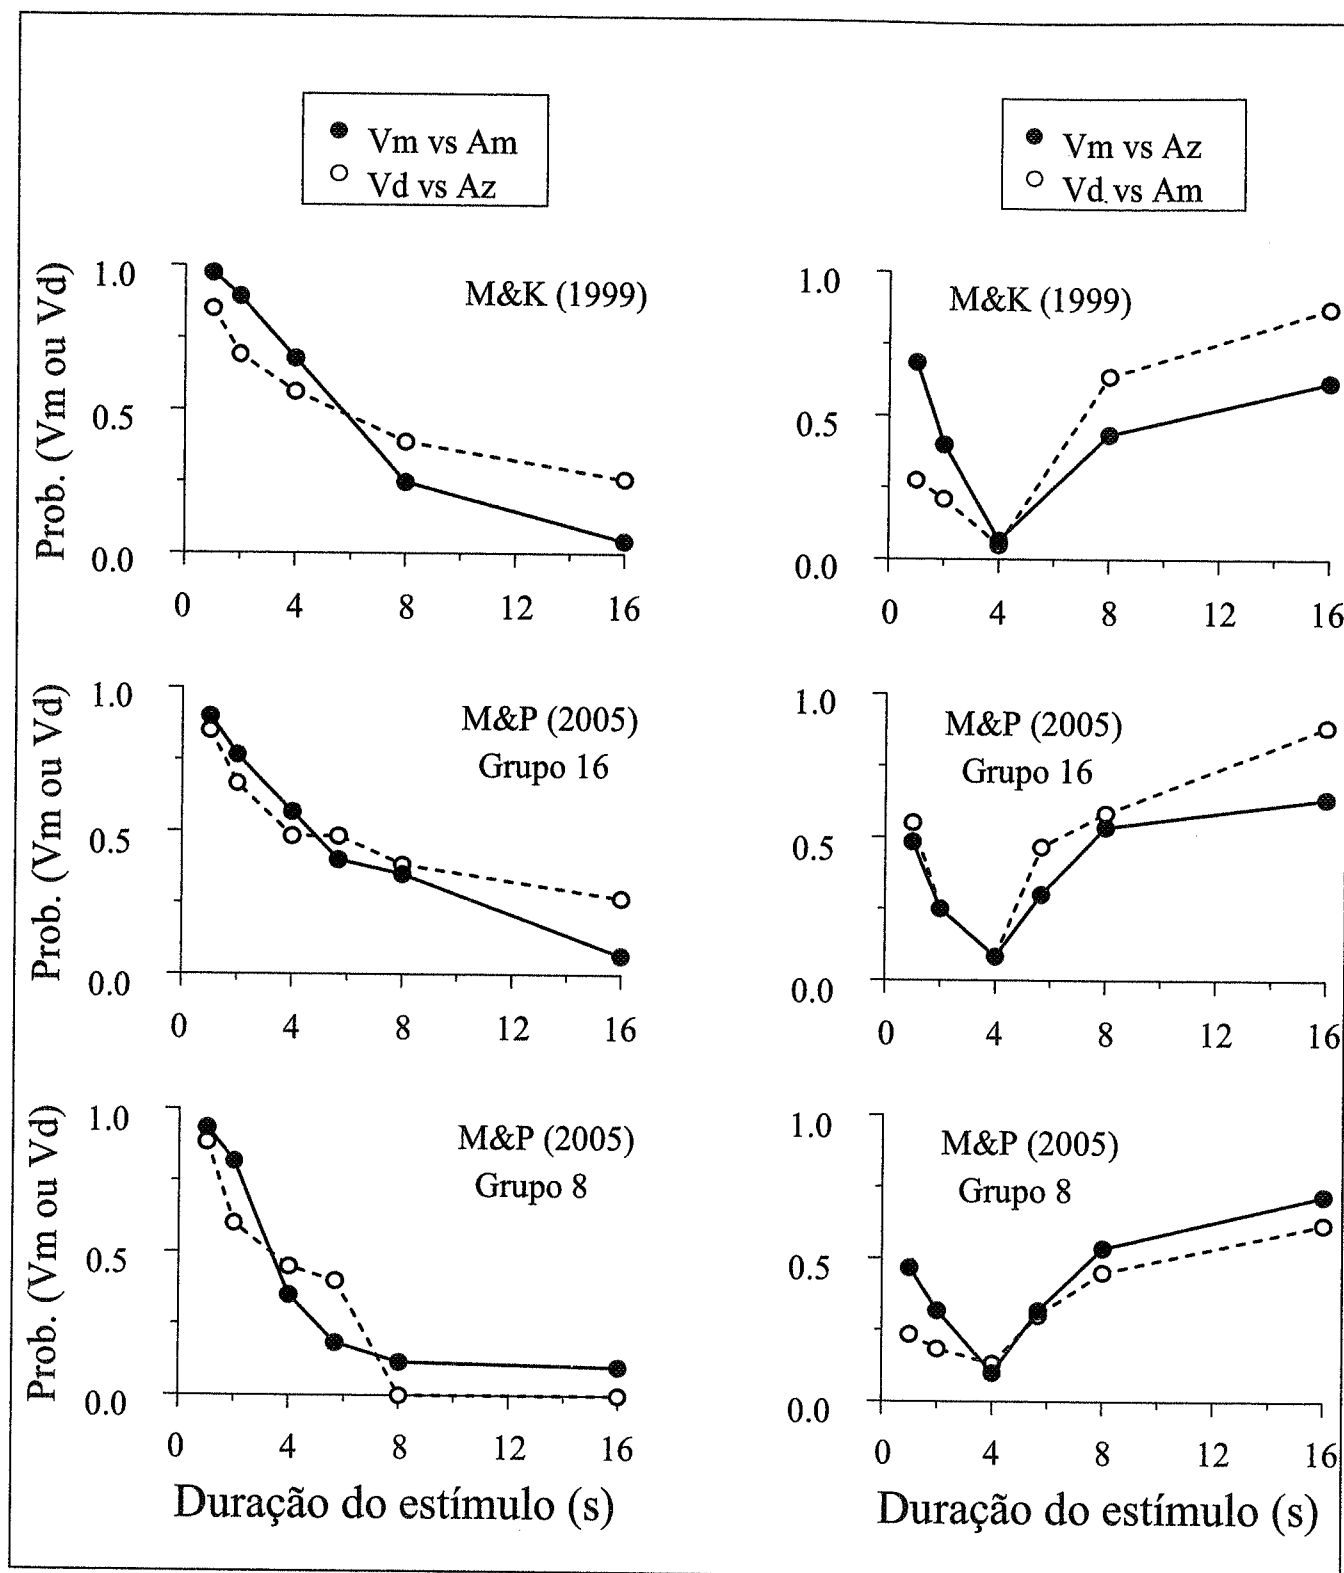 Vm vs Am
Vd vs Az
Vm vs Az
Vd vs Am
Prob. (Vm ou Vd)
1.0
0.5
0.0
M&K (1999)
0 4 8 12 16
1.0
0.5
0.0
M&K (1999)
0 4 8 12 16
Prob. (Vm ou Vd)
1.0
0.5
0.0
M&P (2005)
Grupo 16
0 4 8 12 16
1.0
0.5
0.0
M&P (2005)
Grupo 16
0 4 8 12 16
Prob. (Vm ou Vd)
1.0
0.5
0.0
M&P (2005)
Grupo 8
0 4 8 12 16
Duração do estímulo (s)
1.0
0.5
0.0
M&P (2005)
Grupo 8
0 4 8 12 16
Duração do estímulo (s)